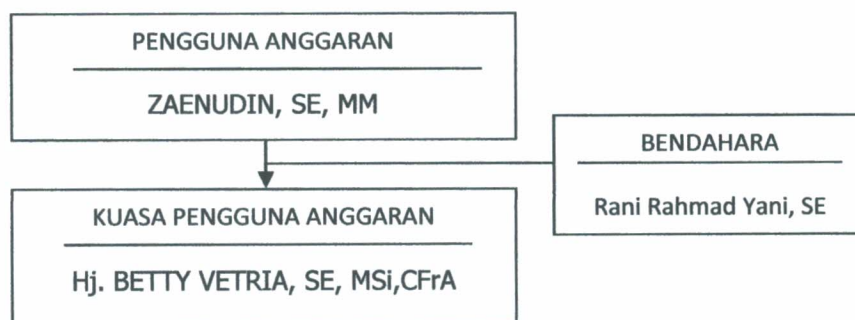 PENGGUNA ANGGARAN
ZAENUDIN, SE, MM
BENDAHARA
Rani Rahmad Yani, SE
KUASA PENGGUNA ANGGARAN
Hj. BETTY VETRIA, SE, MSi,CFrA